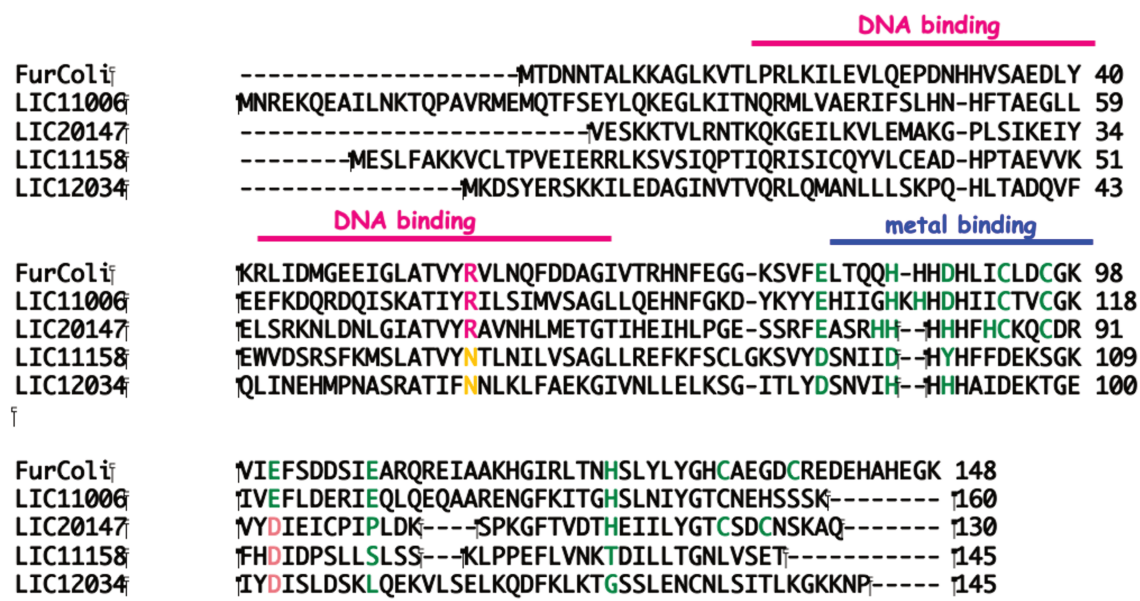 DNA binding
FurColi --------------------MTDNNTALKKAGLKVTLPRLKILEVLQEPDNHHVSAEDLY 40
LIC11006 MNREKQEAILNKTQPAVRMEMQTFSEYLQKEGLKITNQRMLVAERIFSLHN-HFTAEGLL 59
LIC20147 -------------------------VESKKTVLRNTKQKGEILKVLEMAKG-PLSIKEIY 34
LIC11158 --------MESLFAKKVCLTPVEIERRLKSVSIQPTIQRISICQYVLCEAD-HPTAEVVK 51
LIC12034 ----------------MKDSYERSKKILEDAGINVTVQRLQMANLLLSKPQ-HLTADQVF 43
DNA binding metal binding
FurColi KRLIDMGEEIGLATVYRVLNQFDDAGIVTRHNFEGG-KSVFELTQQH-HHDHLICLDCGK 98
LIC11006 EEFKDQRDQISKATIYRILSIMVSAGLLQEHNFGKD-YKYYEHIIGHKHHDHIICTVCGK 118
LIC20147 ELSRKNLDNLGIATVYRAVNHLMETGTIHEIHLPGE-SSRFEASRHH--HHHFHCKQCDR 91
LIC11158 EWVDSRSFKMSLATVYNTLNILVSAGLLREFKFSCLGKSVYDSNIID--HYHFFDEKSGK 109
LIC12034 QLINEHMPNASRATIFNNLKLFAEKGIVNLLELKSG-ITLYDSNVIH--HHHAIDEKTGE 100
FurColi VIEFSDDSIEARQREIAAKHGIRLTNHSLYLYGHCAEGDCREDEHAHEGK 148
LIC11006 IVEFLDERIEQLQEQAARENGFKITGHSLNIYGTCNEHSSSK-------- 160
LIC20147 VYDIEICPIPLDK----SPKGFTVDTHEIILYGTCSDCNSKAQ------- 130
LIC11158 FHDIDPSLLSLSS---KLPPEFLVNKTDILLTGNLVSET----------- 145
LIC12034 IYDISLDSKLQEKVLSELKQDFKLKTGSSLENCNLSITLKGKKNP----- 145